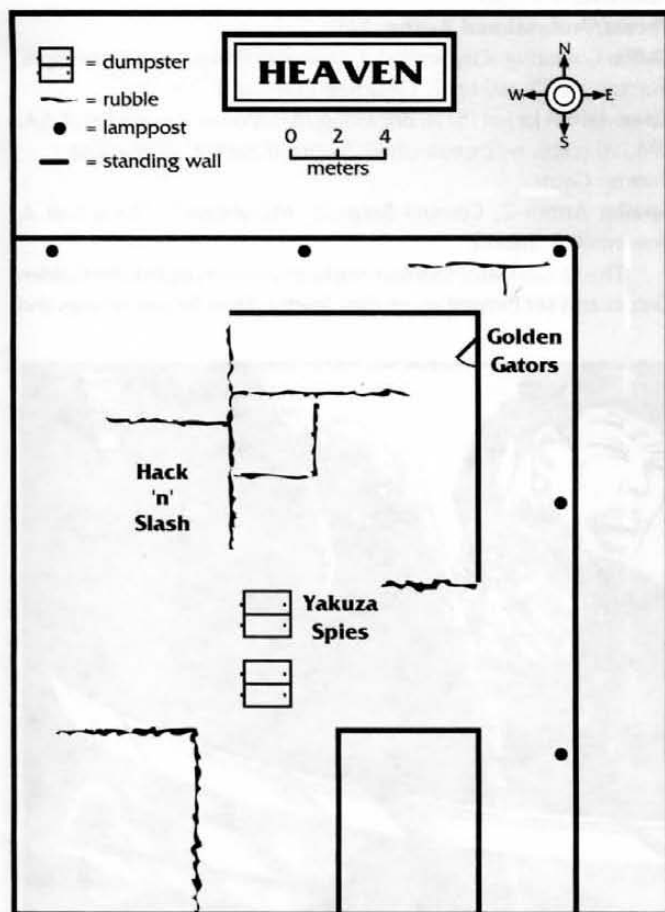 = dumpster
= rubble
= lamppost
= standing wall
HEAVEN
0 2 4
meters
N
W E
S
Golden
Gators
Hack
'n'
Slash
Yakuza
Spies